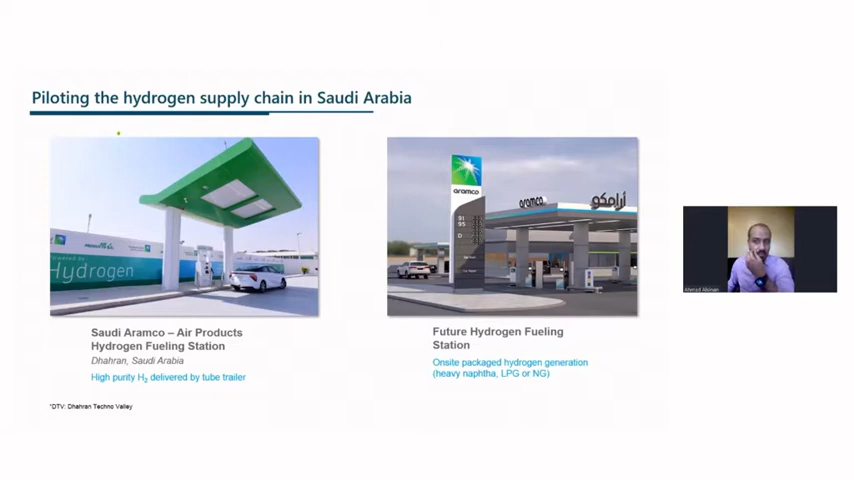 Piloting the hydrogen supply chain in Saudi Arabia
Hydrogen
aramco
91
95
D
aramco
أرامكو
Saudi Aramco – Air Products
Hydrogen Fueling Station
Dhahran, Saudi Arabia
High purity H₂ delivered by tube trailer
Future Hydrogen Fueling
Station
Onsite packaged hydrogen generation
(heavy naphtha, LPG or NG)
*DTV: Dhahran Techno Valley